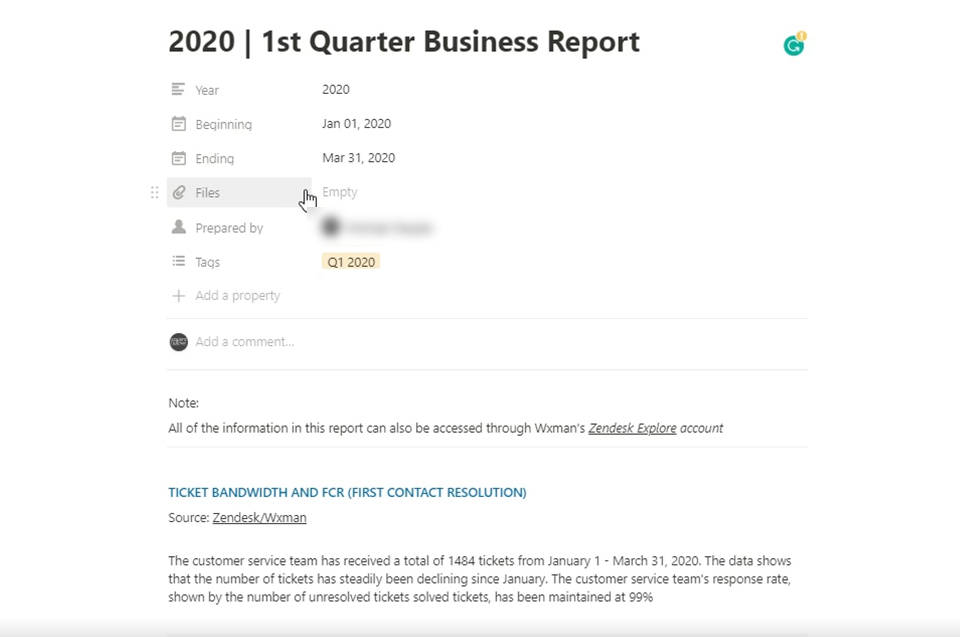 2020 | 1st Quarter Business Report
Year 2020
Beginning Jan 01, 2020
Ending Mar 31, 2020
Files Empty
Prepared by
Tags Q1 2020
Add a property
Add a comment...
Note:
All of the information in this report can also be accessed through Wxman's Zendesk Explore account
TICKET BANDWIDTH AND FCR (FIRST CONTACT RESOLUTION)
Source: Zendesk/Wxman
The customer service team has received a total of 1484 tickets from January 1 - March 31, 2020. The data shows
that the number of tickets has steadily been declining since January. The customer service team's response rate,
shown by the number of unresolved tickets solved tickets, has been maintained at 99%